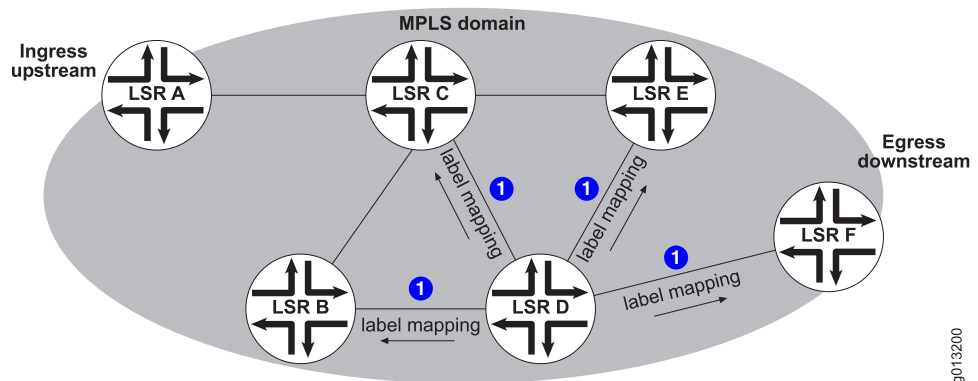 MPLS domain
Ingress
upstream
LSR A
LSR C
LSR E
Egress
downstream
label mapping
1
1
label mapping
LSR F
1
label mapping
LSR B
1
label mapping
LSR D
g013200